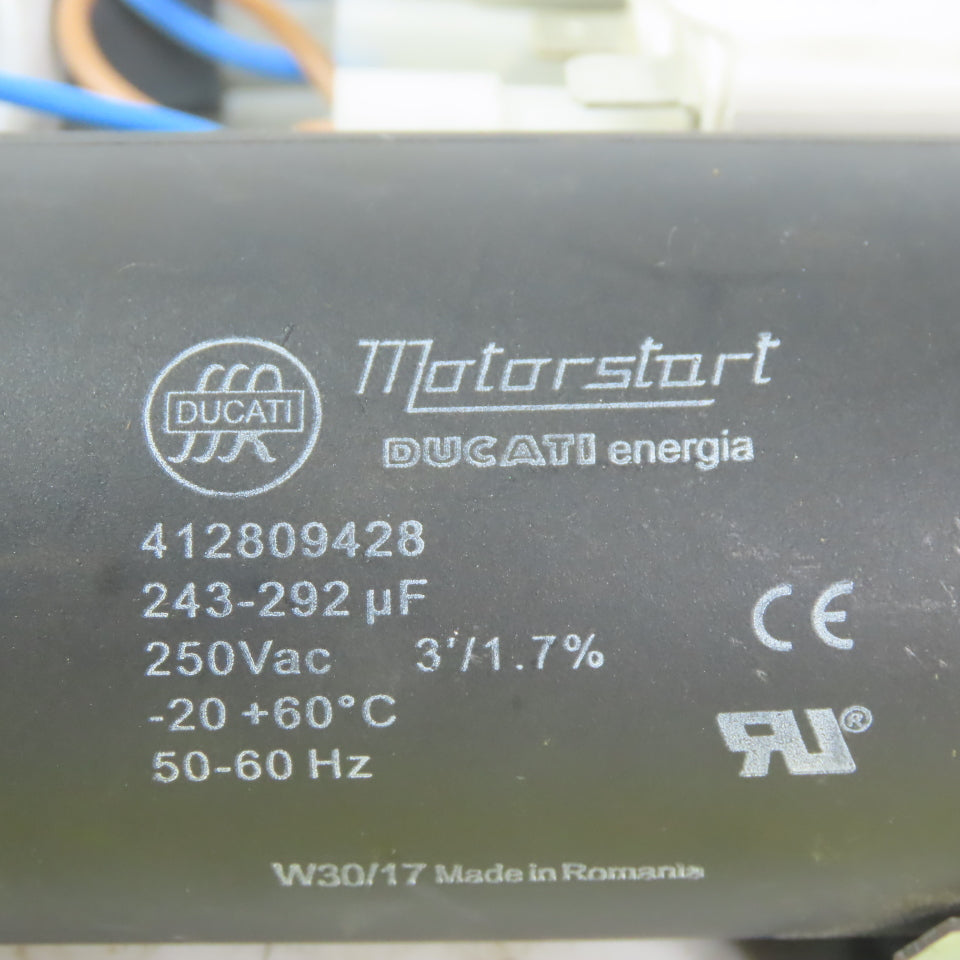 DUCATI
Motorstart
DUCATI energia
412809428
243-292 µF
250Vac 3'/1.7%
-20 +60°C
50-60 Hz
CE
RU®
W30/17 Made in Romania